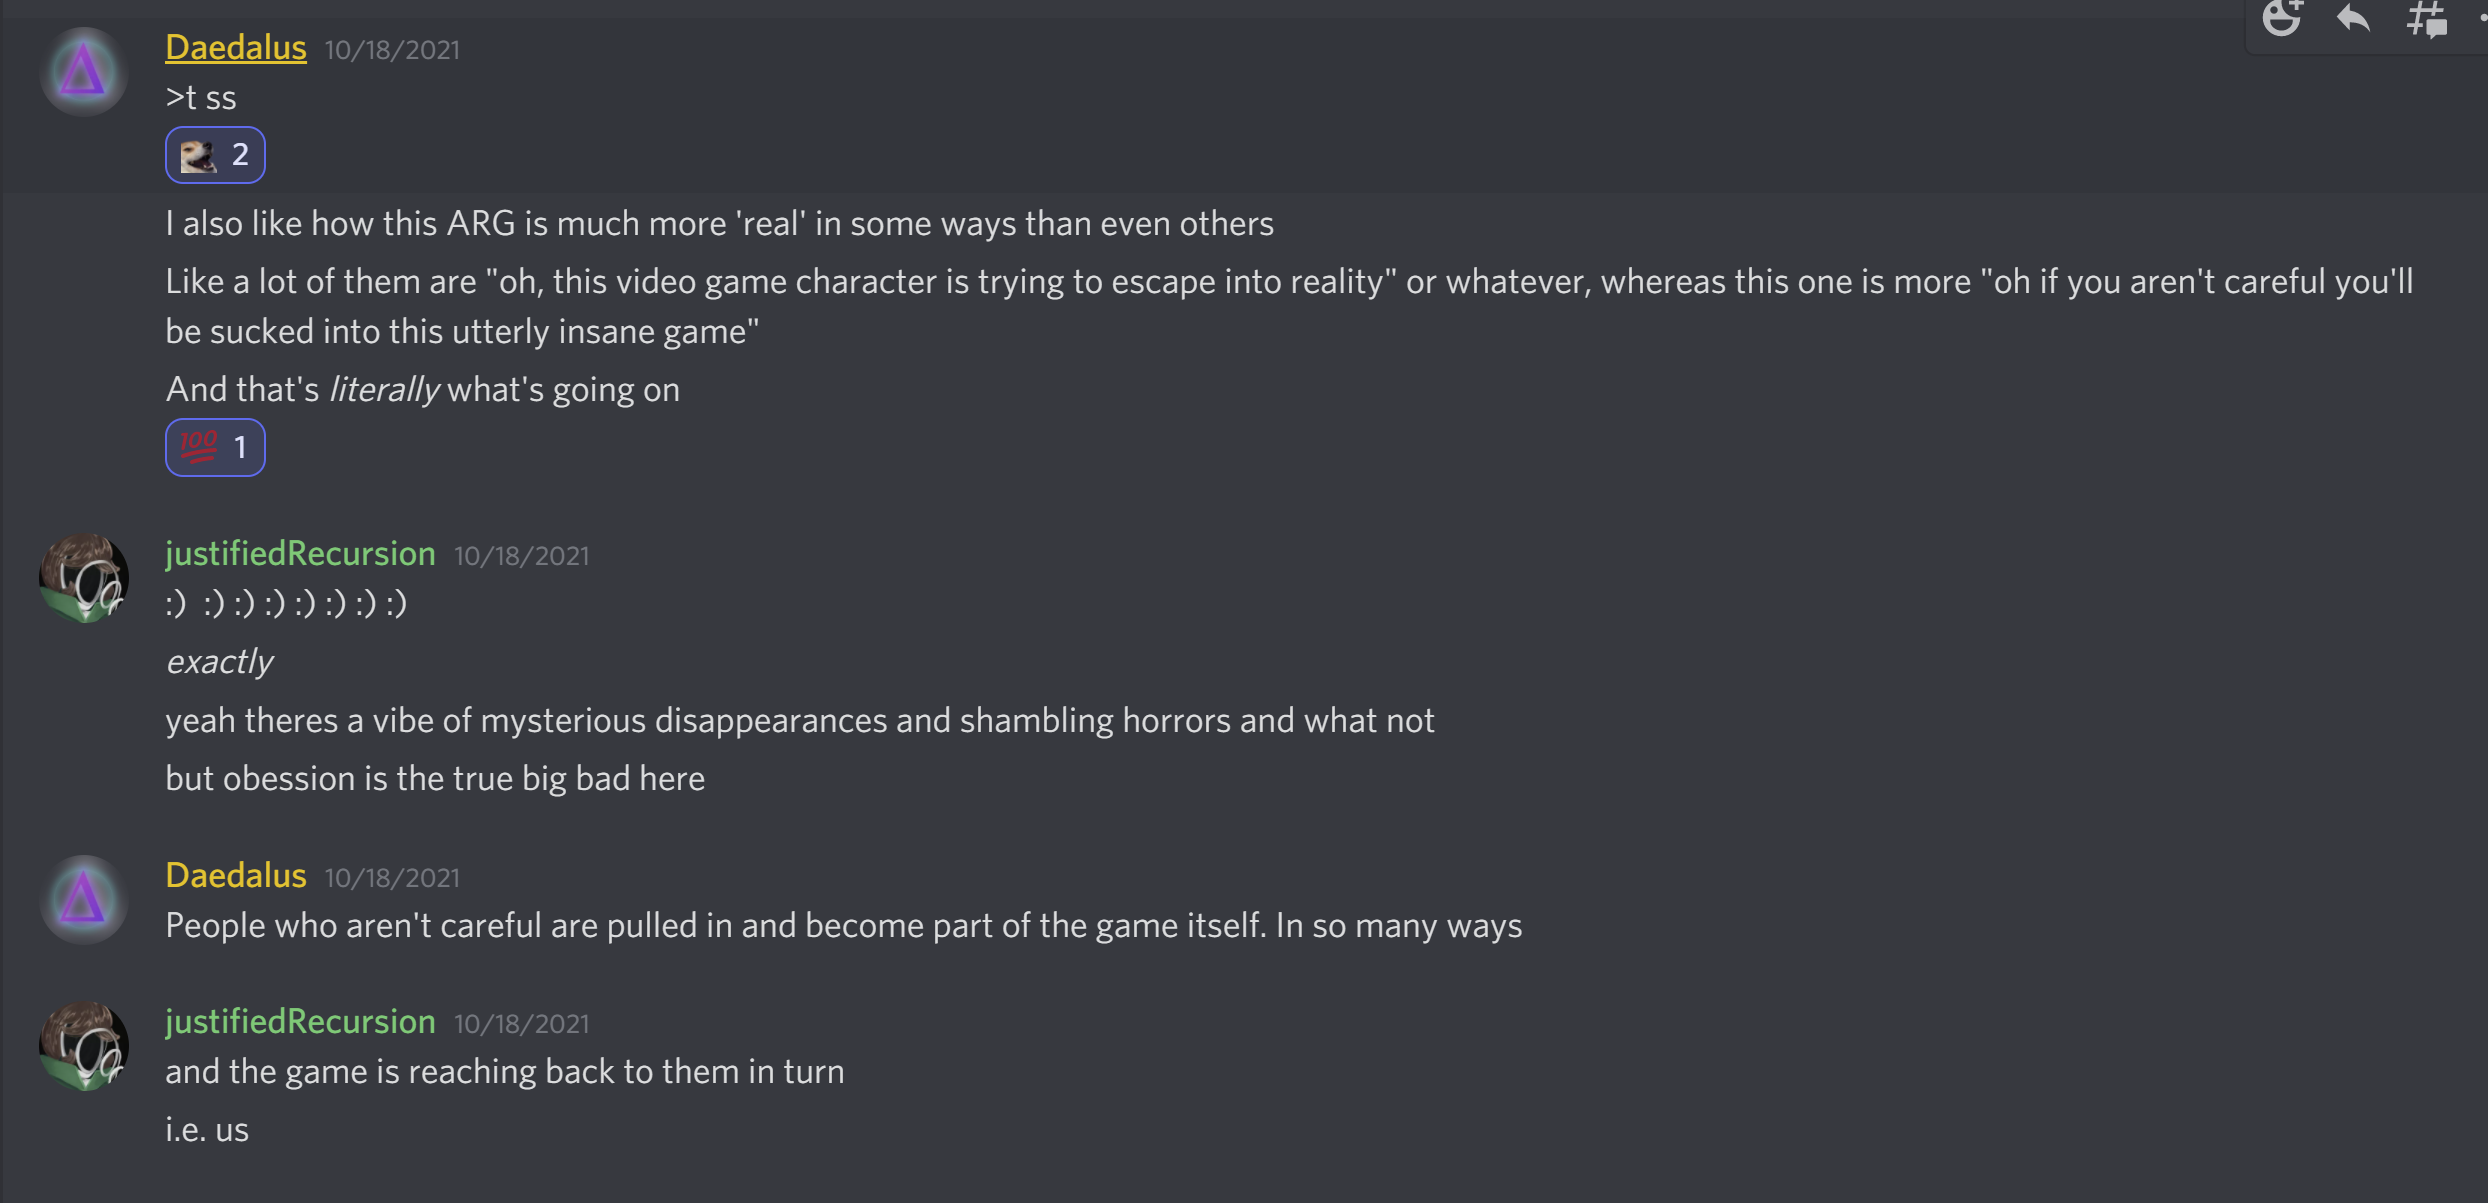 Daedalus 10/18/2021
>t ss
2
I also like how this ARG is much more 'real' in some ways than even others
Like a lot of them are "oh, this video game character is trying to escape into reality" or whatever, whereas this one is more "oh if you aren't careful you'll
be sucked into this utterly insane game"
And that's literally what's going on
100 1
justifiedRecursion 10/18/2021
:)  :) :) :) :) :) :) :)
exactly
yeah theres a vibe of mysterious disappearances and shambling horrors and what not
but obession is the true big bad here
Daedalus 10/18/2021
People who aren't careful are pulled in and become part of the game itself. In so many ways
justifiedRecursion 10/18/2021
and the game is reaching back to them in turn
i.e. us